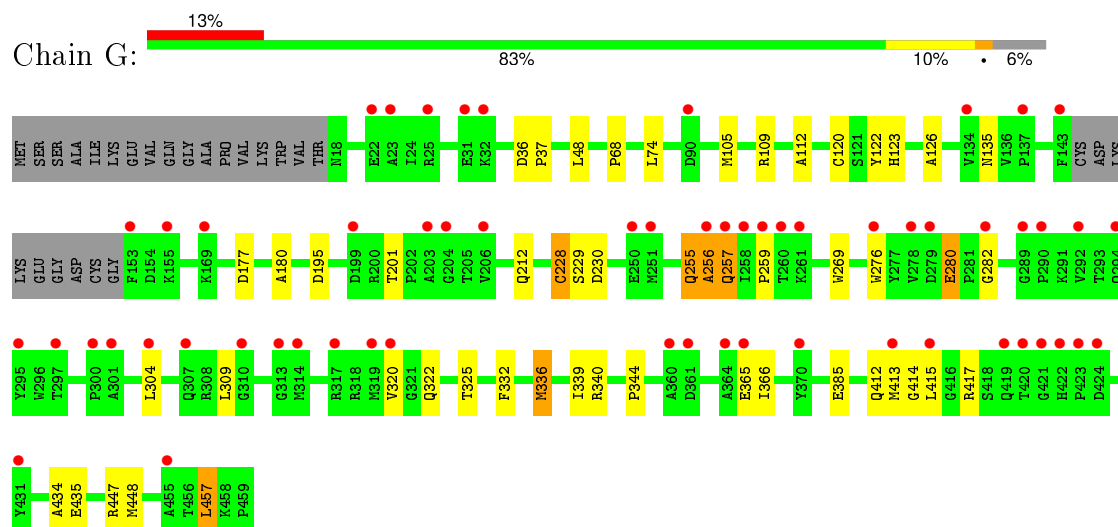 13%
Chain G:
83% 10% • 6%
MET SER SER ALA ILE LYS GLU VAL GLN GLY ALA PRO VAL LYS TRP VAL THR N18 E22 A23 I24 R25 E31 K32 D36 P37 L48 P68 L74 D90 M105 R109 A112 C120 S121 Y122 H123 A126 V134 N135 V136 P137 F143 CYS ASP LYS
LYS GLU GLY ASP CYS GLY F153 D154 K155 K169 D177 A180 D195 D199 R200 T201 P202 A203 G204 T205 V206 Q212 C228 S229 D230 E250 M251 Q255 A256 Q257 I258 P259 T260 K261 W269 W276 Y277 V278 D279 E280 P281 G282 G289 P290 K291 V292 T293 Q294
Y295 W296 T297 P300 A301 L304 Q307 R308 L309 G310 G313 M314 R317 R318 M319 V320 G321 Q322 T325 F332 M336 I339 R340 P344 A360 D361 A364 E365 I366 Y370 E385 Q412 M413 G414 L415 G416 R417 S418 Q419 T420 G421 H422 P423 D424
Y431 A434 E435 R447 M448 A455 T456 L457 K458 P459